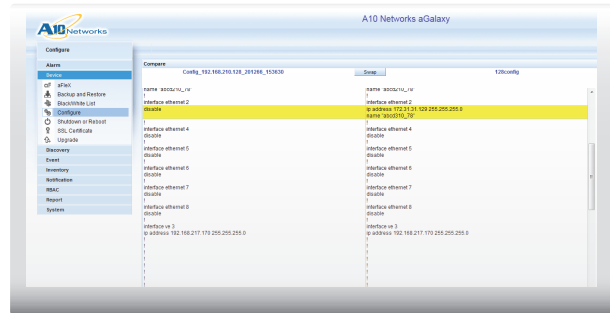 A10 Networks aGalaxy
A10 Networks
Configure
Alarm
Device
aFleX
Backup and Restore
Black/White List
Configure
Shutdown or Reboot
SSL Certificate
Upgrade
Discovery
Event
Inventory
Notification
RBAC
Report
System
Compare
Config_192.168.210.128_201266_153630
Swap
128config
name "abcd210_78"
!
interface ethernet 2
disable
!
interface ethernet 4
disable
!
interface ethernet 5
disable
!
interface ethernet 6
disable
!
interface ethernet 7
disable
!
interface ethernet 8
disable
!
interface ve 3
ip address 192.168.217.170 255.255.255.0
!
!
!
!
!
!
name "abcd210_78"
!
interface ethernet 2
ip address 172.31.31.129 255.255.255.0
name "abcd310_78"
!
interface ethernet 4
disable
!
interface ethernet 5
disable
!
interface ethernet 6
disable
!
interface ethernet 7
disable
!
interface ethernet 8
disable
!
interface ve 3
ip address 192.168.217.170 255.255.255.0
!
!
!
!
!
!